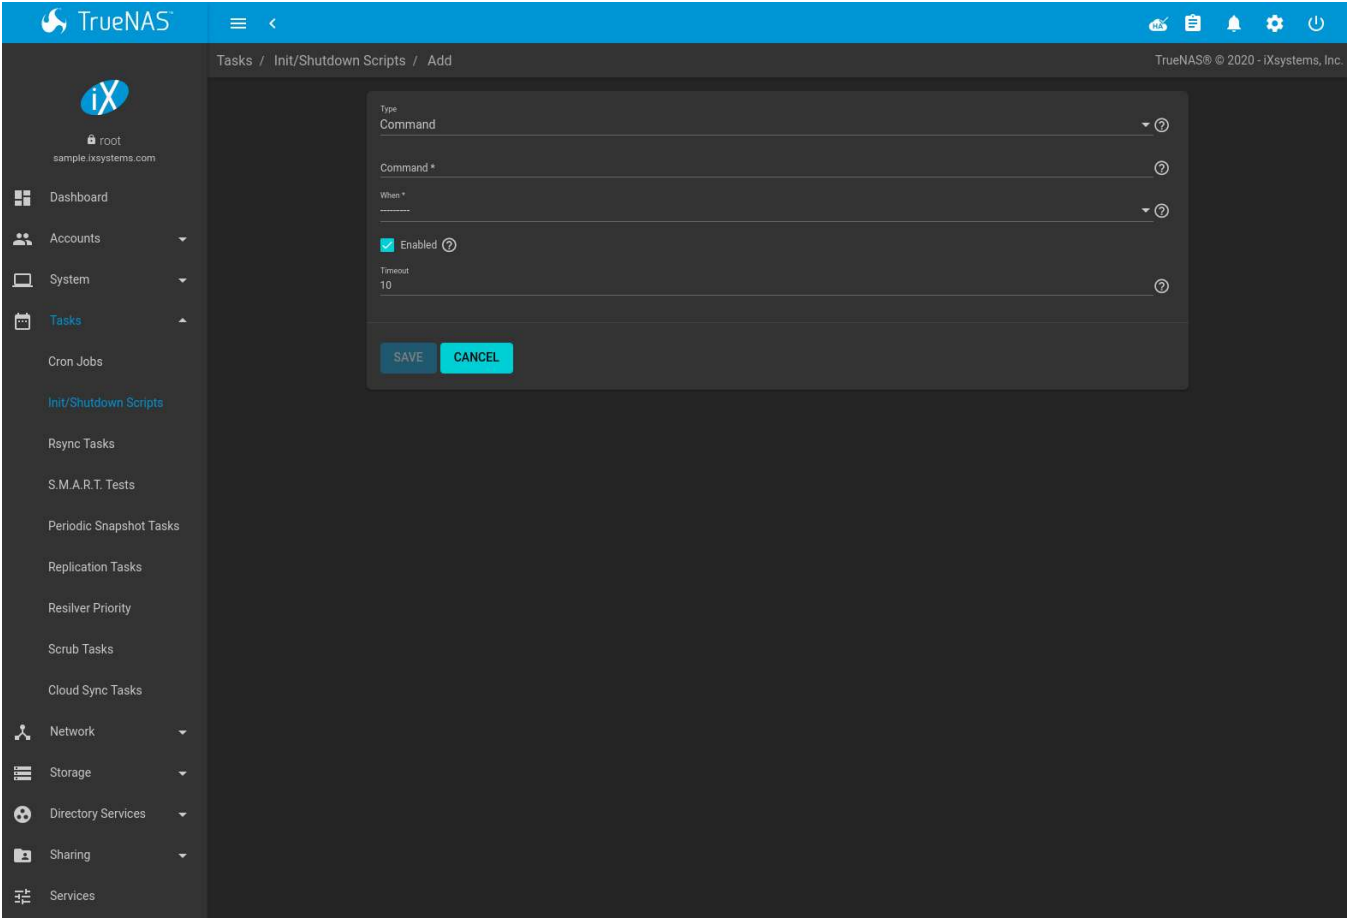 TrueNAS™
HA
Tasks / Init/Shutdown Scripts / Add
TrueNAS® © 2020 - iXsystems, Inc.
iX
root
sample.ixsystems.com
Dashboard
Accounts
System
Tasks
Cron Jobs
Init/Shutdown Scripts
Rsync Tasks
S.M.A.R.T. Tests
Periodic Snapshot Tasks
Replication Tasks
Resilver Priority
Scrub Tasks
Cloud Sync Tasks
Network
Storage
Directory Services
Sharing
Services
Type
Command
Command *
When *
---------
Enabled
Timeout
10
SAVE CANCEL